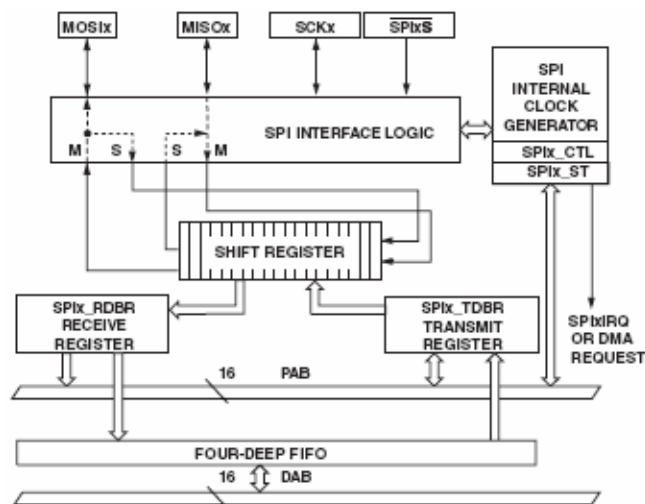 MOSIx
MISOx
SCKx
SPIxS
SPI
INTERNAL
CLOCK
GENERATOR
SPIx_CTL
SPIx_ST
SPI INTERFACE LOGIC
M
S
S
M
SHIFT REGISTER
SPIx_RDBR
RECEIVE
REGISTER
SPIx_TDBR
TRANSMIT
REGISTER
SPIxIRQ
OR DMA
REQUEST
16
PAB
FOUR-DEEP FIFO
16
DAB